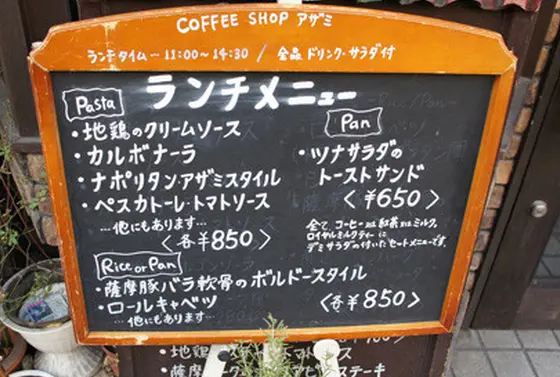 COFFEE SHOP アザミ
ランチタイム… 11:00〜14:30 / 全品 ドリンク・サラダ付
ランチメニュー
Pasta
・地鶏のクリームソース
・カルボナーラ
・ナポリタン・アザミスタイル
・ペスカトーレ・トマトソース
…他にもあります…
〈各￥850〉
Pan
・ツナサラダの
トーストサンド
〈￥650〉
全て、コーヒー or 紅茶 or ミルク、
ロイヤルミルクティーに
デミサラダの付いたセットメニューです。
Rice or Pan
・薩摩豚バラ軟骨のボルドースタイル
・ロールキャベツ
…他にもあります…
〈各￥850〉